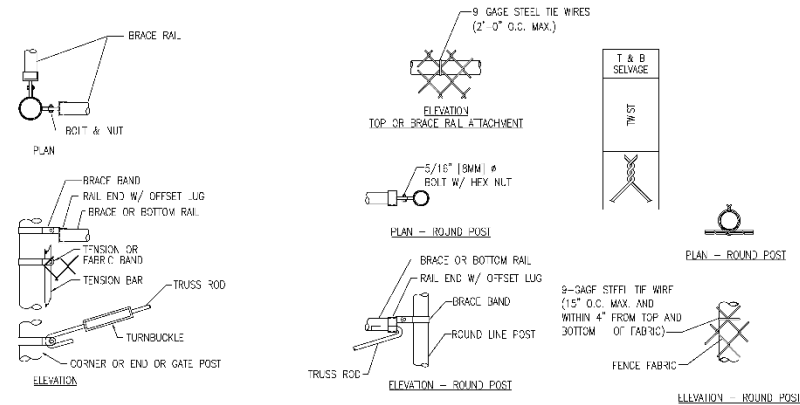 BRACE RAIL
BOLT & NUT
PLAN
BRACE BAND
RAIL END W/ OFFSET LUG
BRACE OR BOTTOM RAIL
TENSION OR
FABRIC BAND
TENSION BAR
TRUSS ROD
TURNBUCKLE
CORNER OR END OR GATE POST
ELEVATION
9 GAGE STEEL TIE WIRES
(2'-0" O.C. MAX.)
ELEVATION
TOP OR BRACE RAIL ATTACHMENT
5/16" [8MM] ø
BOLT W/ HEX NUT
PLAN - ROUND POST
BRACE OR BOTTOM RAIL
RAIL END W/ OFFSET LUG
BRACE BAND
ROUND LINE POST
TRUSS ROD
ELEVATION - ROUND POST
T & B
SELVAGE
TWIST
PLAN - ROUND POST
9-GAGE STEEL TIE WIRE
(15" O.C. MAX. AND
WITHIN 4" FROM TOP AND
BOTTOM OF FABRIC)
FENCE FABRIC
ELEVATION - ROUND POST